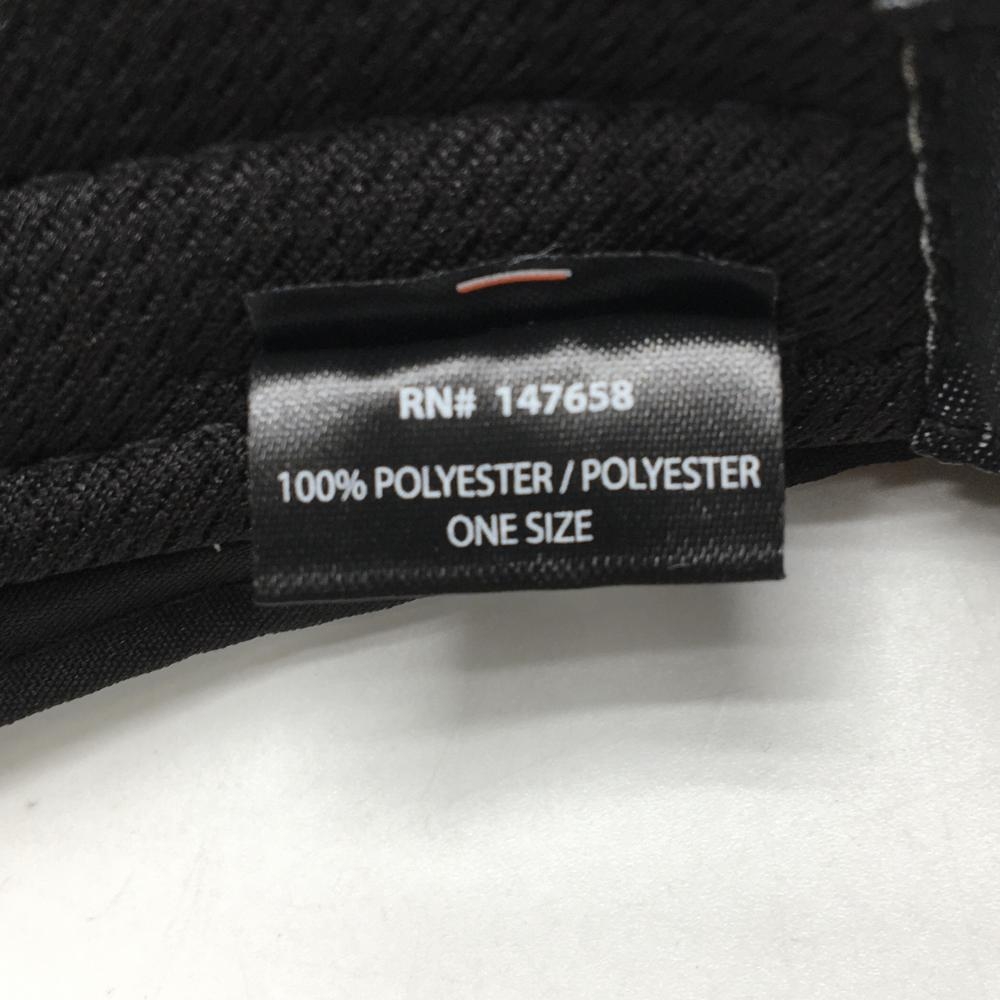 RN# 147658
100% POLYESTER / POLYESTER
ONE SIZE